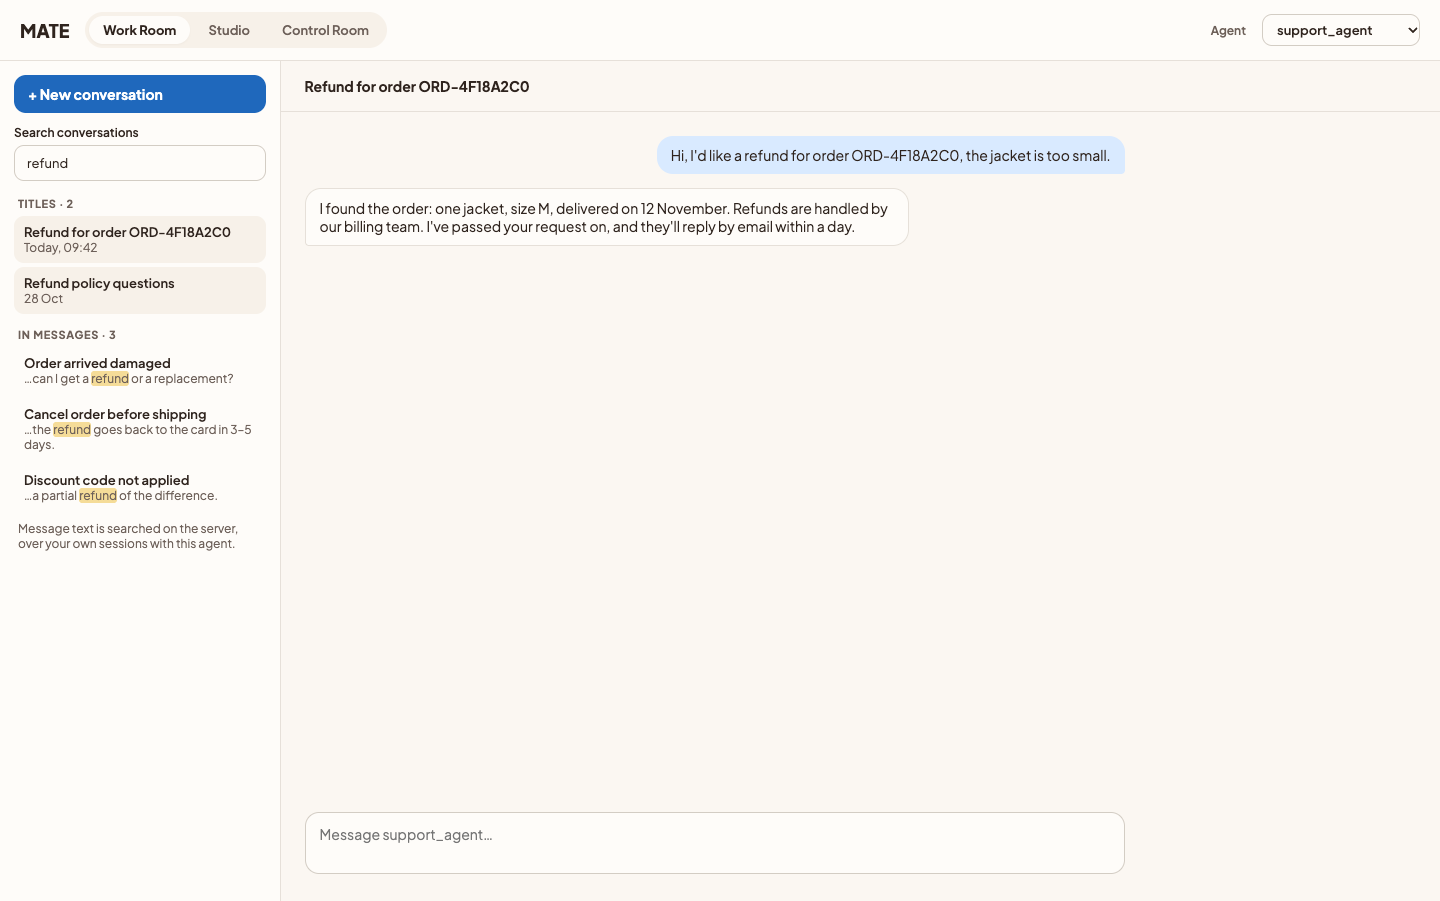 MATE
Work Room
Studio
Control Room
Agent
support_agent
+ New conversation
Search conversations
refund
TITLES · 2
Refund for order ORD-4F18A2C0
Today, 09:42
Refund policy questions
28 Oct
IN MESSAGES · 3
Order arrived damaged
…can I get a refund or a replacement?
Cancel order before shipping
…the refund goes back to the card in 3–5
days.
Discount code not applied
…a partial refund of the difference.
Message text is searched on the server,
over your own sessions with this agent.
Refund for order ORD-4F18A2C0
Hi, I'd like a refund for order ORD-4F18A2C0, the jacket is too small.
I found the order: one jacket, size M, delivered on 12 November. Refunds are handled by
our billing team. I've passed your request on, and they'll reply by email within a day.
Message support_agent…